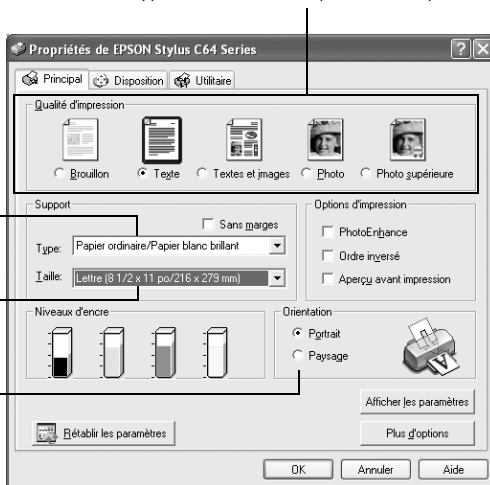 Propriétés de EPSON Stylus C64 Series
Principal Disposition Utilitaire
Qualité d'impression
Brouillon Texte Textes et images Photo Photo supérieure
Support
Sans marges
Type: Papier ordinaire/Papier blanc brillant
Taille: Lettre (8 1/2 x 11 po/216 x 279 mm)
Options d'impression
PhotoEnhance
Ordre inversé
Aperçu avant impression
Niveaux d'encre
Orientation
Portrait
Paysage
Afficher les paramètres
Rétablir les paramètres
Plus d'options
OK Annuler Aide